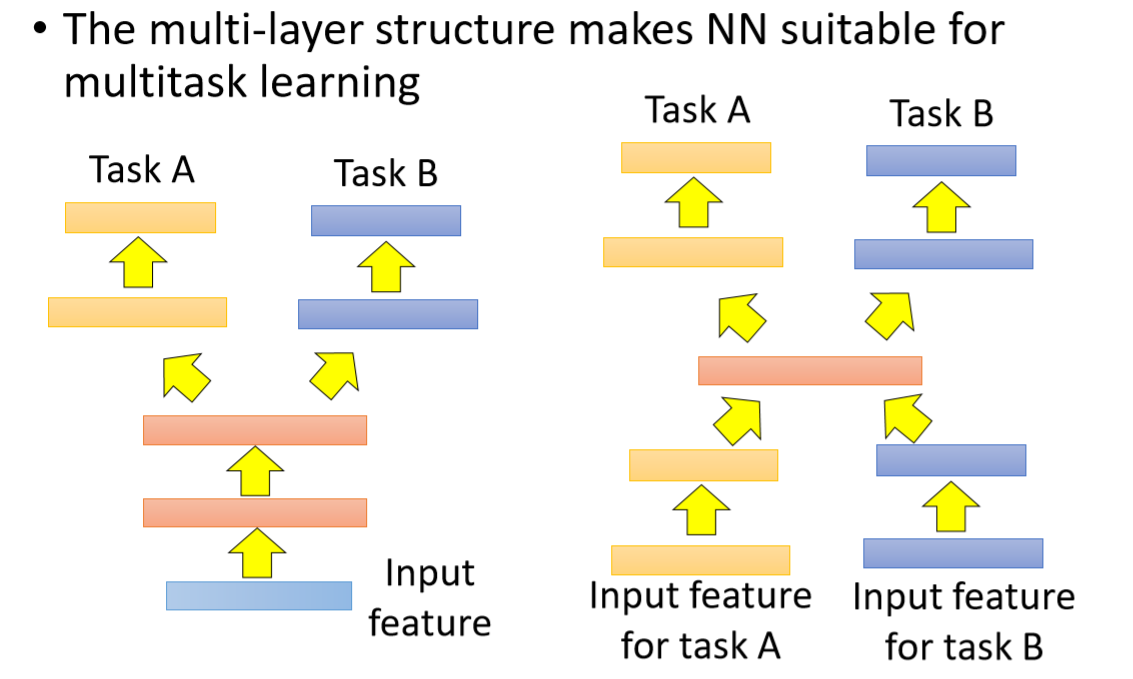 • The multi-layer structure makes NN suitable for
multitask learning
Task A
Task B
Input
feature
Task A
Task B
Input feature
for task A
Input feature
for task B